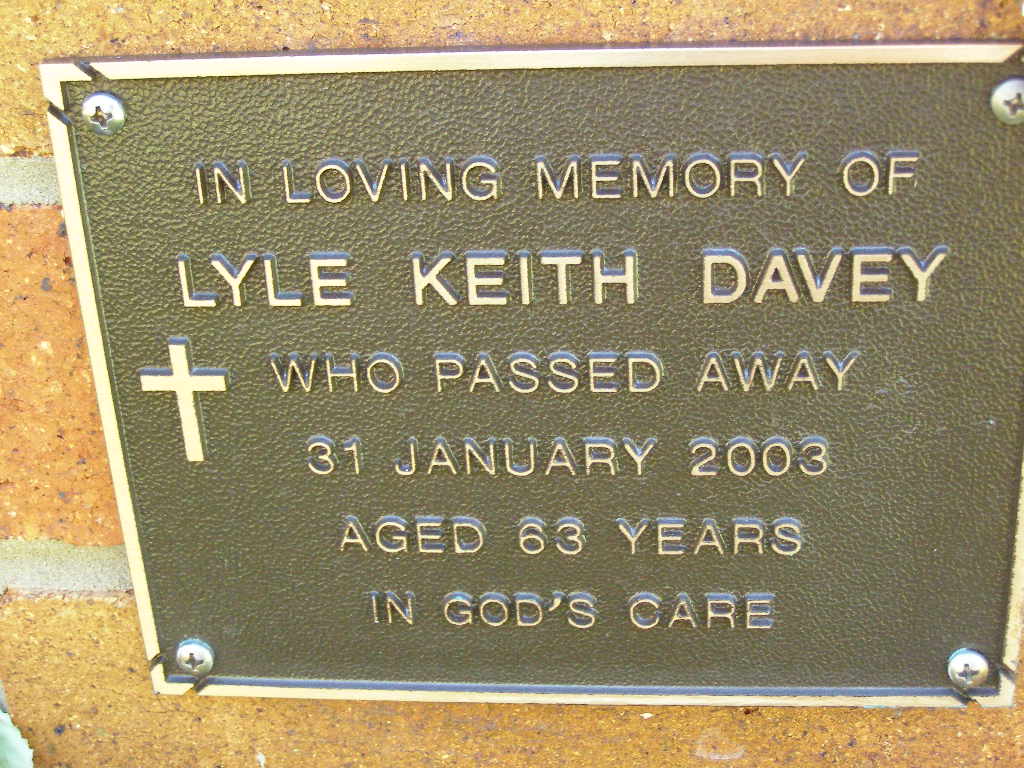 IN LOVING MEMORY OF
LYLE KEITH DAVEY
WHO PASSED AWAY
31 JANUARY 2003
AGED 63 YEARS
IN GOD'S CARE